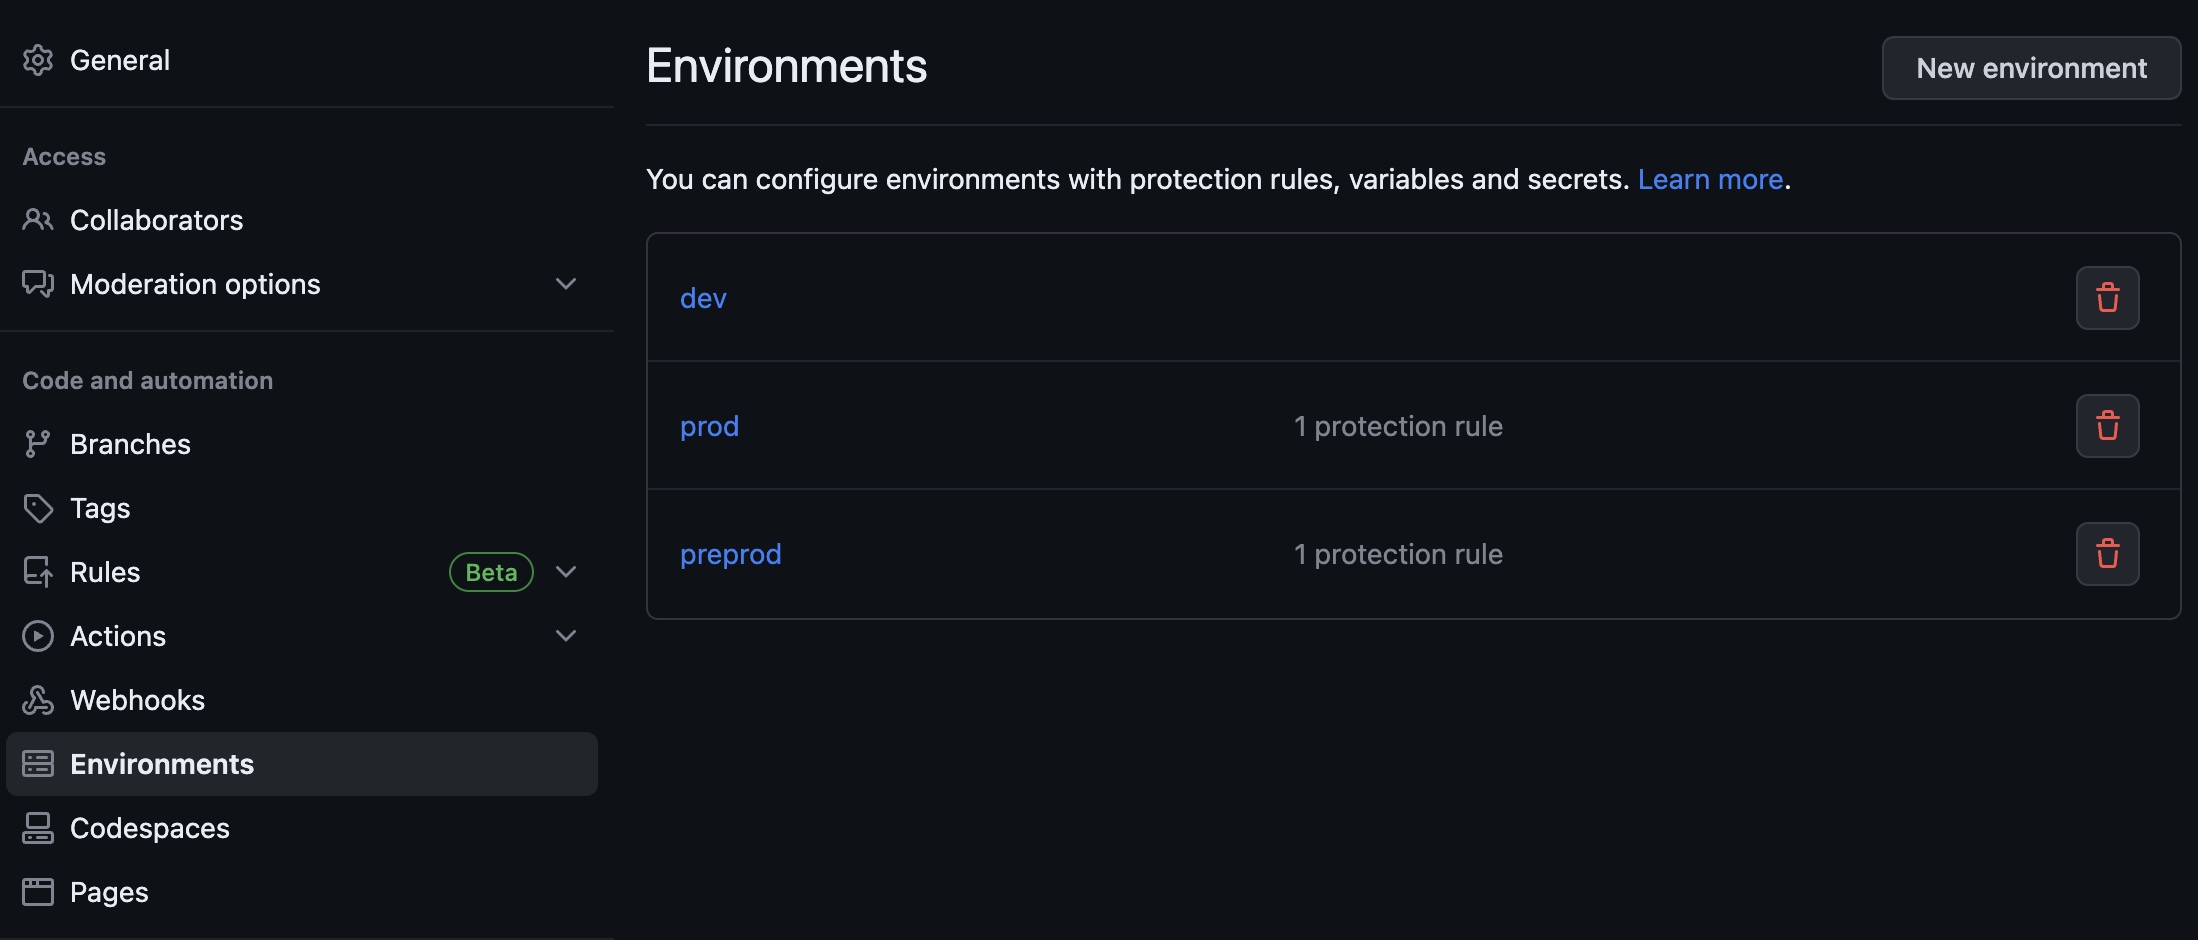 General
Access
Collaborators
Moderation options
Code and automation
Branches
Tags
Rules Beta
Actions
Webhooks
Environments
Codespaces
Pages
Environments
New environment
You can configure environments with protection rules, variables and secrets. Learn more.
dev
prod 1 protection rule
preprod 1 protection rule